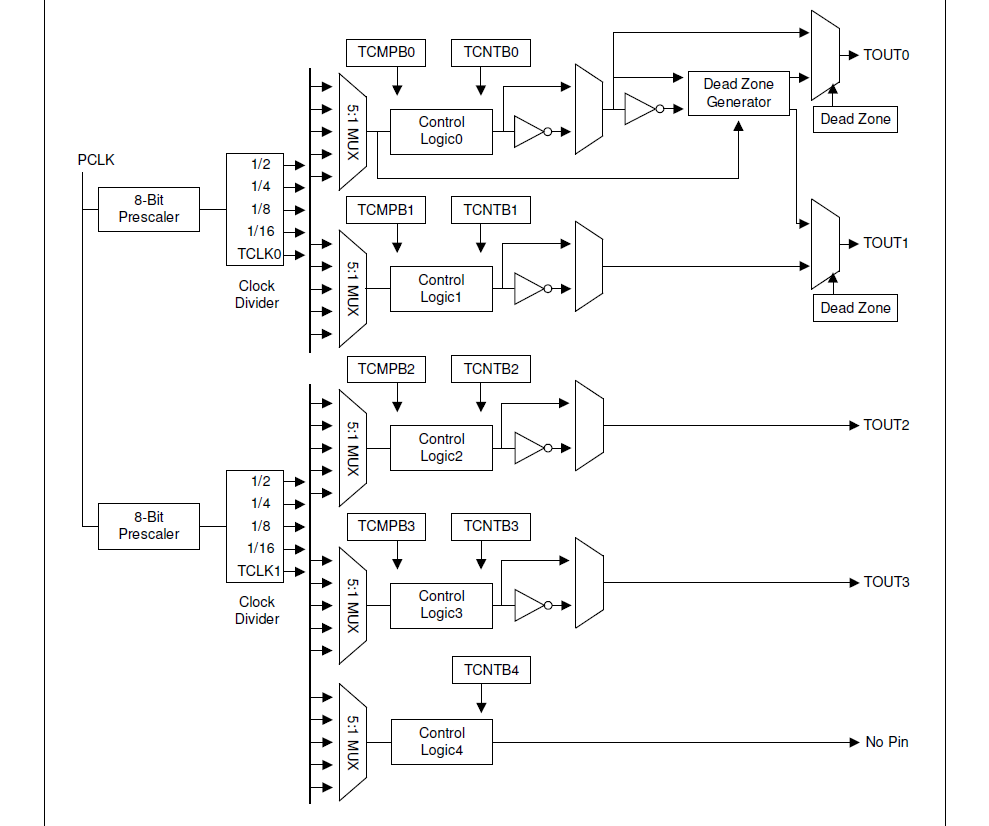 TCMPB0
TCNTB0
TOUT0
5:1 MUX
Control
Logic0
Dead Zone
Generator
Dead Zone
PCLK
8-Bit
Prescaler
1/2
1/4
1/8
1/16
TCLK0
Clock
Divider
TCMPB1
TCNTB1
5:1 MUX
Control
Logic1
TOUT1
Dead Zone
TCMPB2
TCNTB2
5:1 MUX
Control
Logic2
TOUT2
8-Bit
Prescaler
1/2
1/4
1/8
1/16
TCLK1
Clock
Divider
TCMPB3
TCNTB3
5:1 MUX
Control
Logic3
TOUT3
TCNTB4
5:1 MUX
Control
Logic4
No Pin